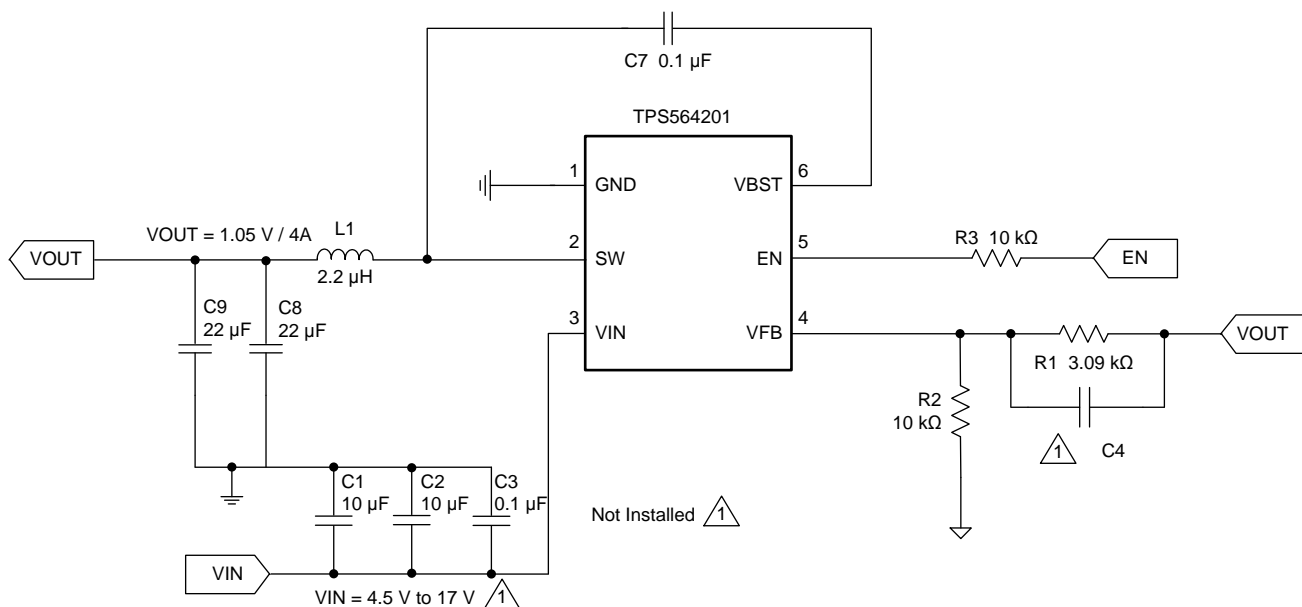 C7 0.1 µF
TPS564201
1
GND
VBST
6
VOUT = 1.05 V / 4A
L1
VOUT
2.2 µH
2
SW
EN
5
R3 10 kΩ
EN
C9
22 µF
C8
22 µF
3
VIN
VFB
4
VOUT
R1 3.09 kΩ
R2
10 kΩ
1
C4
C1
10 µF
C2
10 µF
C3
0.1 µF
Not Installed 1
VIN
VIN = 4.5 V to 17 V 1